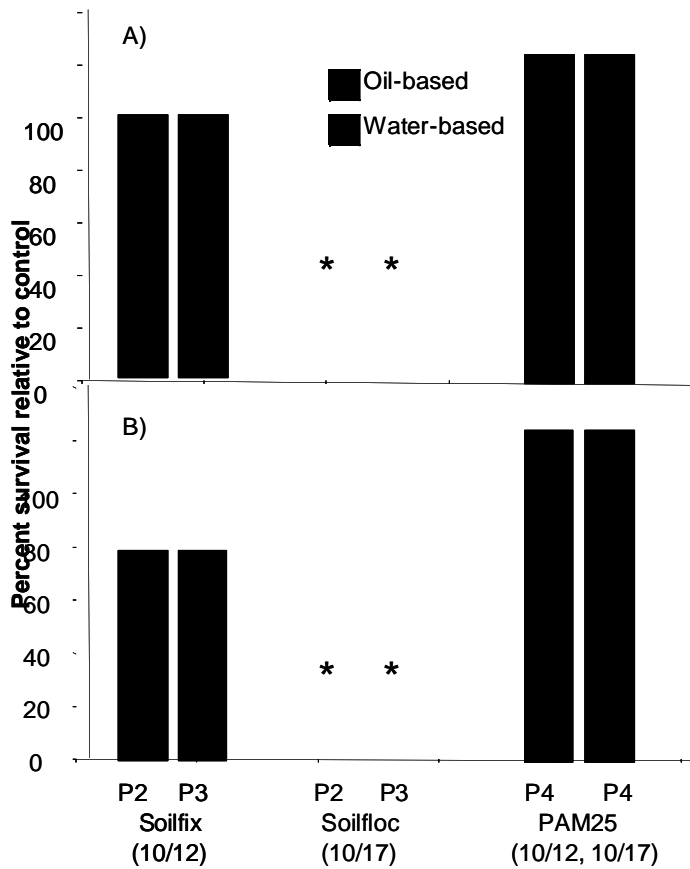 A)
Oil-based
Water-based
100
80
60
40
20
0
* *
Percent survival relative to control
B)
100
80
60
40
20
0
* *
P2 P3 P2 P3 P4 P4
Soilfix Soilfloc PAM25
(10/12) (10/17) (10/12, 10/17)